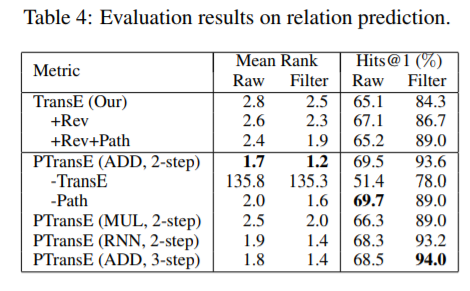 Table 4: Evaluation results on relation prediction.
Metric Mean Rank Hits@1 (%)
Raw Filter Raw Filter
TransE (Our) 2.8 2.5 65.1 84.3
+Rev 2.6 2.3 67.1 86.7
+Rev+Path 2.4 1.9 65.2 89.0
PTransE (ADD, 2-step) 1.7 1.2 69.5 93.6
-TransE 135.8 135.3 51.4 78.0
-Path 2.0 1.6 69.7 89.0
PTransE (MUL, 2-step) 2.5 2.0 66.3 89.0
PTransE (RNN, 2-step) 1.9 1.4 68.3 93.2
PTransE (ADD, 3-step) 1.8 1.4 68.5 94.0